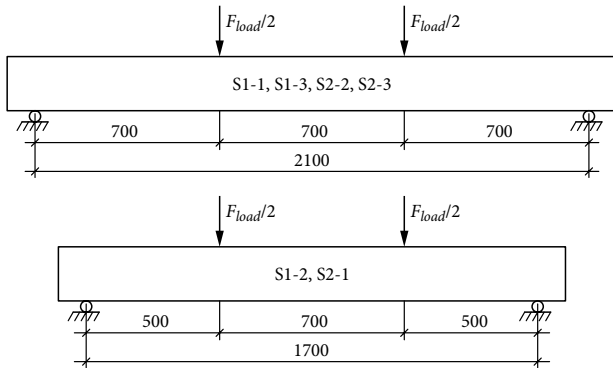 F_load/2 F_load/2
S1-1, S1-3, S2-2, S2-3
700 700 700
2100
F_load/2 F_load/2
S1-2, S2-1
500 700 500
1700